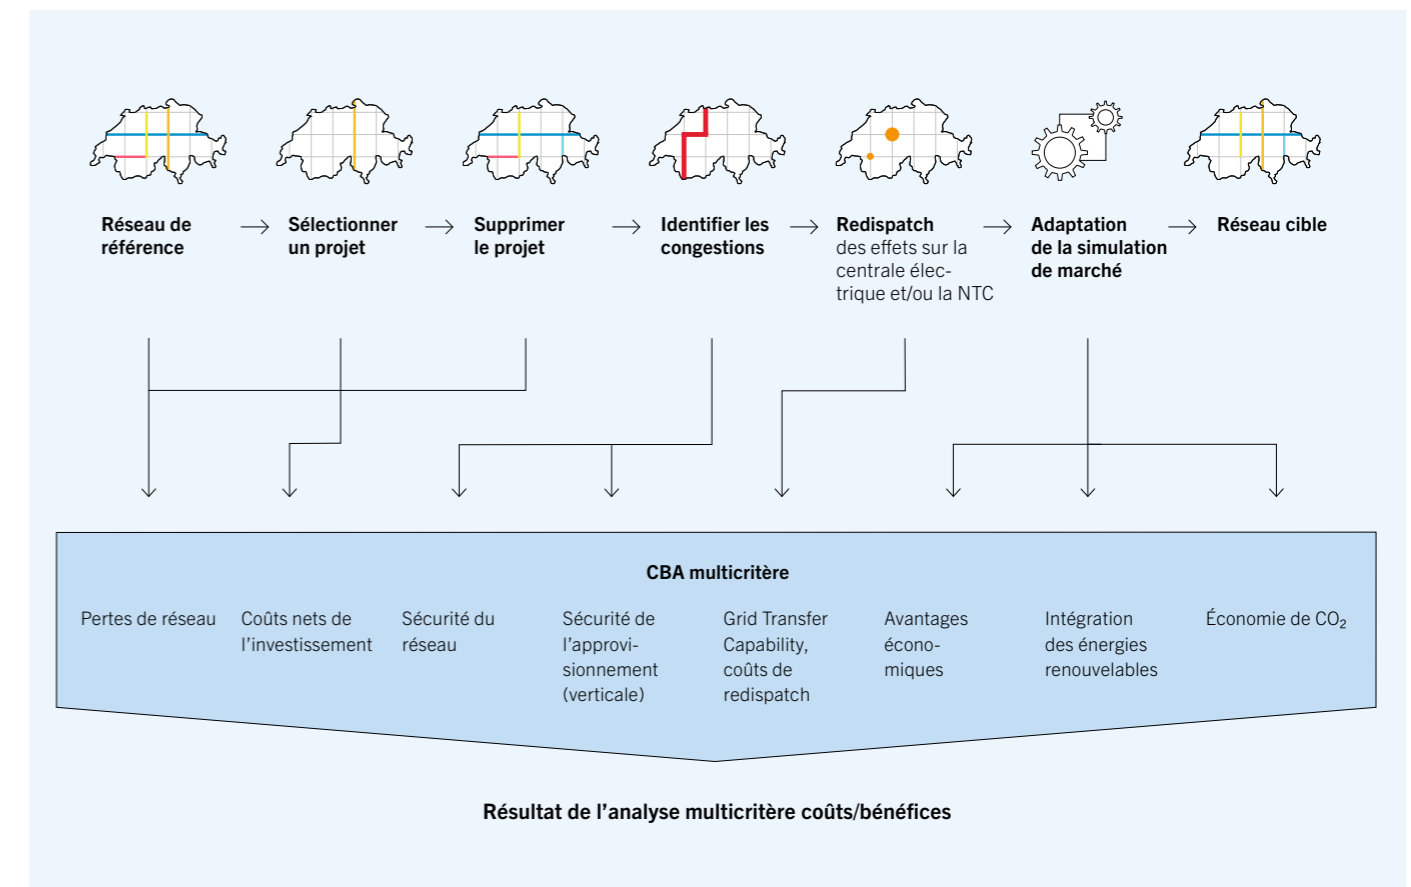 Réseau de
référence
Sélectionner
un projet
Supprimer
le projet
Identifier les
congestions
Redispatch
des effets sur la
centrale élec-
trique et/ou la NTC
Adaptation
de la simulation
de marché
Réseau cible
CBA multicritère
Pertes de réseau
Coûts nets de
l’investissement
Sécurité du
réseau
Sécurité de
l’approvi-
sionnement
(verticale)
Grid Transfer
Capability,
coûts de
redispatch
Avantages
écono-
miques
Intégration
des énergies
renouvelables
Économie de CO₂
Résultat de l’analyse multicritère coûts/bénéfices